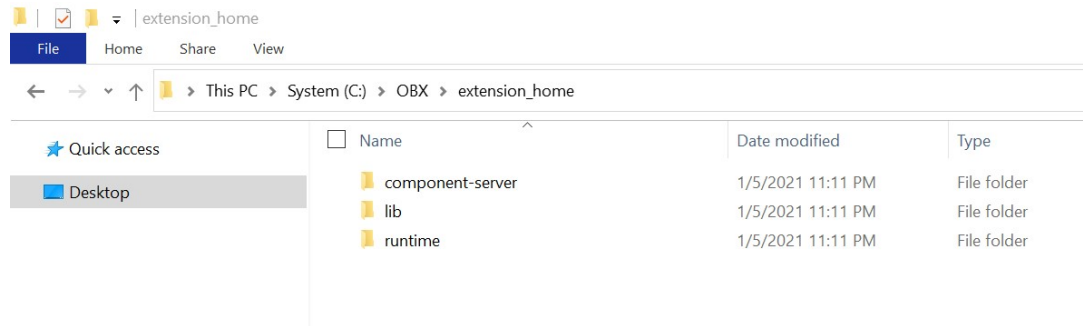 extension_home
File Home Share View
This PC > System (C:) > OBX > extension_home
Name Date modified Type
Quick access
component-server 1/5/2021 11:11 PM File folder
Desktop
lib 1/5/2021 11:11 PM File folder
runtime 1/5/2021 11:11 PM File folder